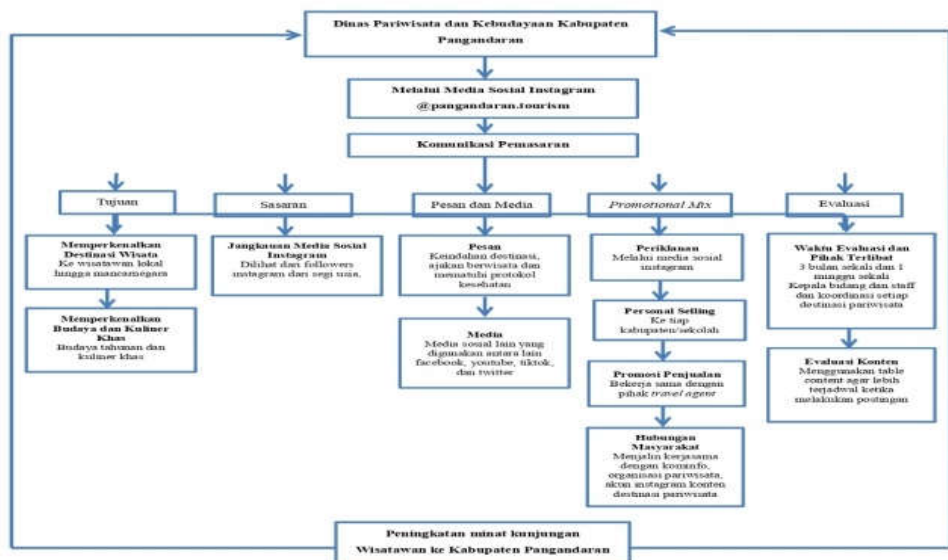 Dinas Pariwisata dan Kebudayaan Kabupaten
Pangandaran
Melalui Media Sosial Instagram
@pangandaran.tourism
Komunikasi Pemasaran
Tujuan
Memperkenalkan
Destinasi Wisata
Ke wisatawan lokal
hingga mancanegara
Memperkenalkan
Budaya dan Kuliner
Khas
Budaya tahunan dan
kuliner khas
Sasaran
Jangkauan Media Sosial
Instagram
Dilihat dari followers
instagram dari segi usia,
Pesan dan Media
Pesan
Keindahan destinasi,
ajakan berwisata dan
mematuhi protokol
kesehatan
Media
Media sosial lain yang
digunakan antara lain
facebook, youtube, tiktok,
dan twitter
Promotional Mix
Periklanan
Melalui media sosial
instagram
Personal Selling
Ke tiap
kabupaten/sekolah
Promosi Penjualan
Bekerja sama dengan
pihak travel agent
Hubungan
Masyarakat
Menjalin kerjasama
dengan kominfo,
organisasi pariwisata,
akun instagram konten
destinasi pariwisata
Evaluasi
Waktu Evaluasi dan
Pihak Terlibat
3 bulan sekali dan 1
minggu sekali
Kepala bidang dan staff
dan koordinasi setiap
destinasi pariwisata
Evaluasi Konten
Menggunakan table
content agar lebih
terjadwal ketika
melakukan postingan
Peningkatan minat kunjungan
Wisatawan ke Kabupaten Pangandaran